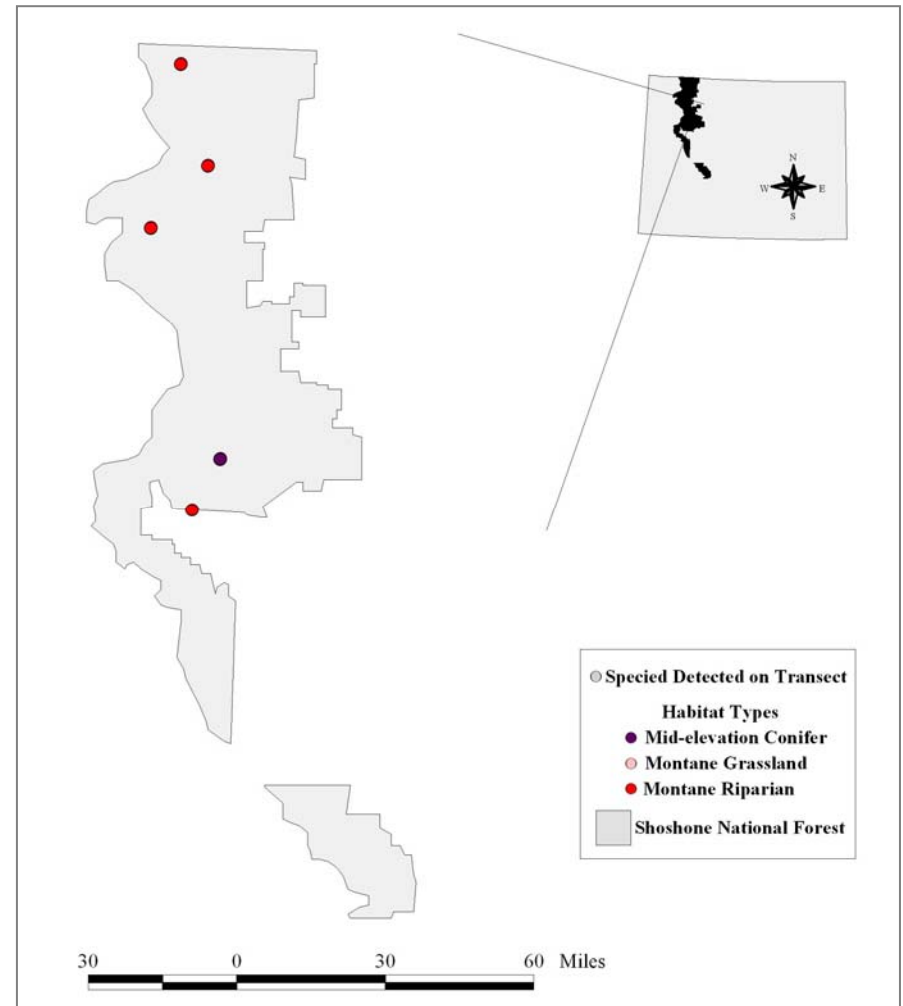 N
W E
S
Specied Detected on Transect
Habitat Types
Mid-elevation Conifer
Montane Grassland
Montane Riparian
Shoshone National Forest
30 0 30 60 Miles